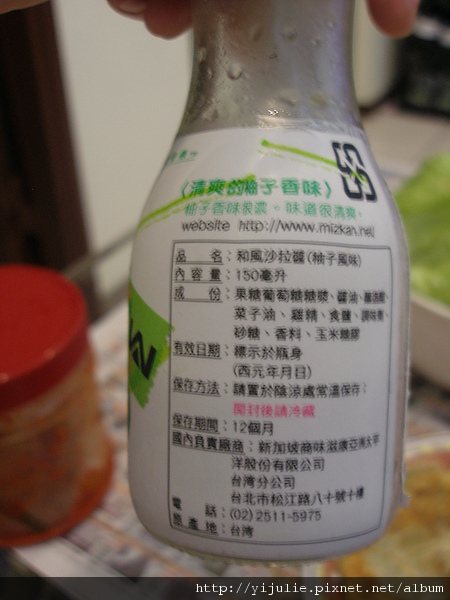 〈清爽的柚子香味〉
柚子香味很濃。味道很清爽。
website http://www.mizkan.net
品名：和風沙拉醬(柚子風味)
內容量：150毫升
成份：果糖葡萄糖糖漿、醬油、釀造醋
菜子油、雞精、食鹽、調味素、
砂糖、香料、玉米糖膠
有效日期：標示於瓶身
(西元年月日)
保存方法：請置於陰涼處常溫保存；
開封後請冷藏
保存期間：12個月
國內負責廠商：新加坡商味滋康亞洲太平
洋股份有限公司
台灣分公司
台北市松江路八十號十樓
電話：(02) 2511-5975
原產地：台灣
http://yijulie.pixnet.net/album